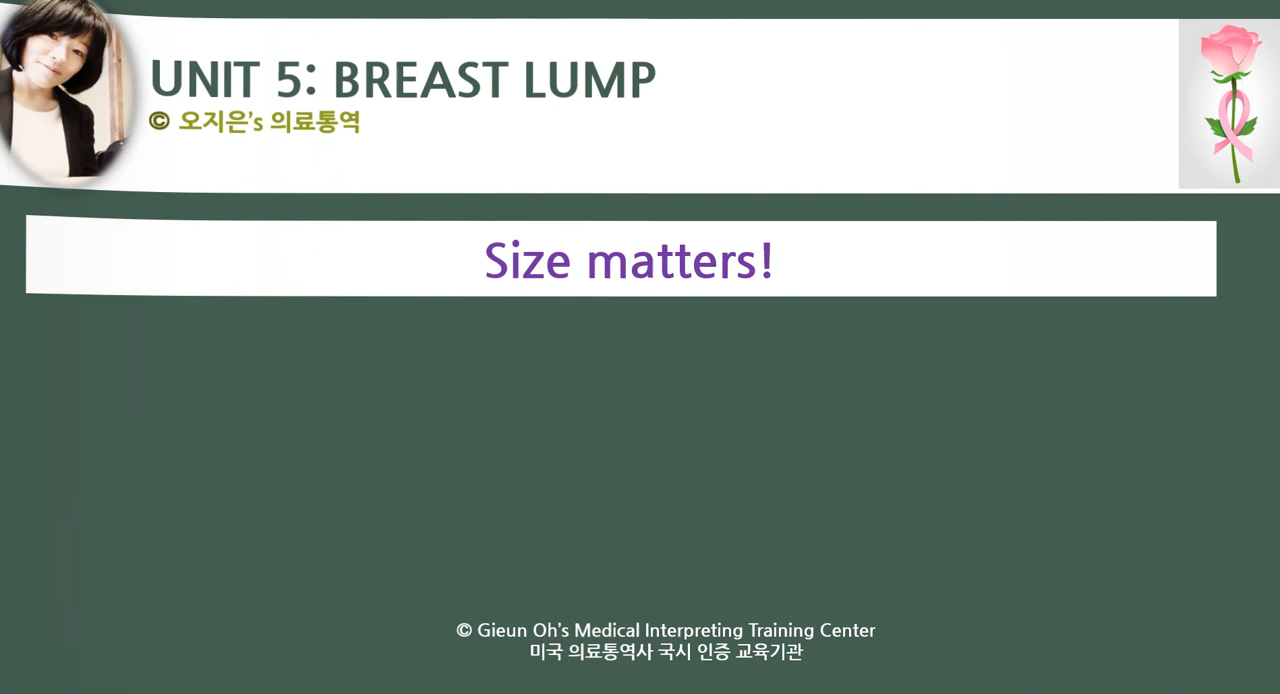 UNIT 5: BREAST LUMP
© 오지은's 의료통역
Size matters!
© Gieun Oh's Medical Interpreting Training Center
미국 의료통역사 국시 인증 교육기관